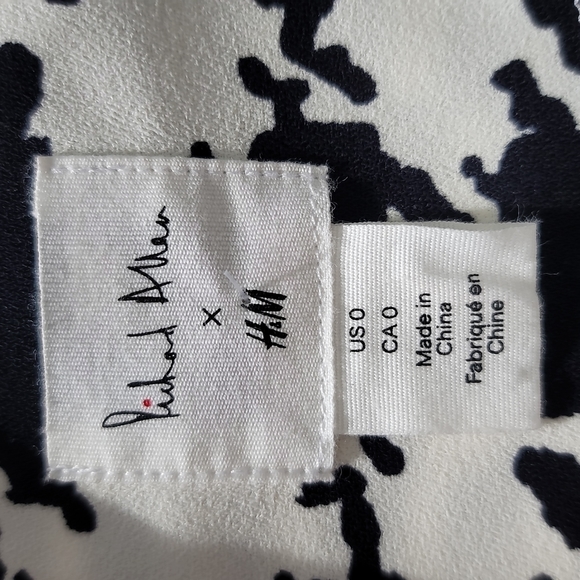 Richard Allan
×
H&M
US 0
CA 0
Made in
China
Fabriqué en
Chine